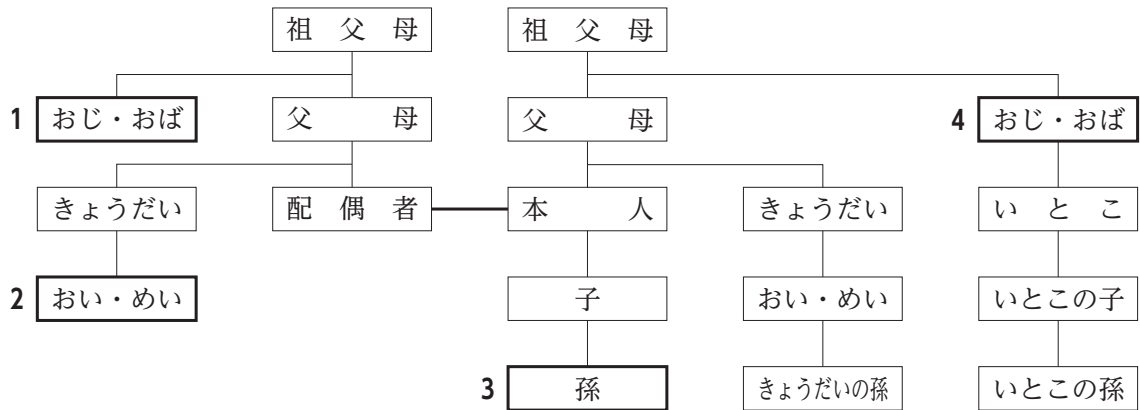 祖父母 祖父母
1 おじ・おば 父母 父母 4 おじ・おば
きょうだい 配偶者 本人 きょうだい いとこ
2 おい・めい 子 おい・めい いとこの子
3 孫 きょうだいの孫 いとこの孫